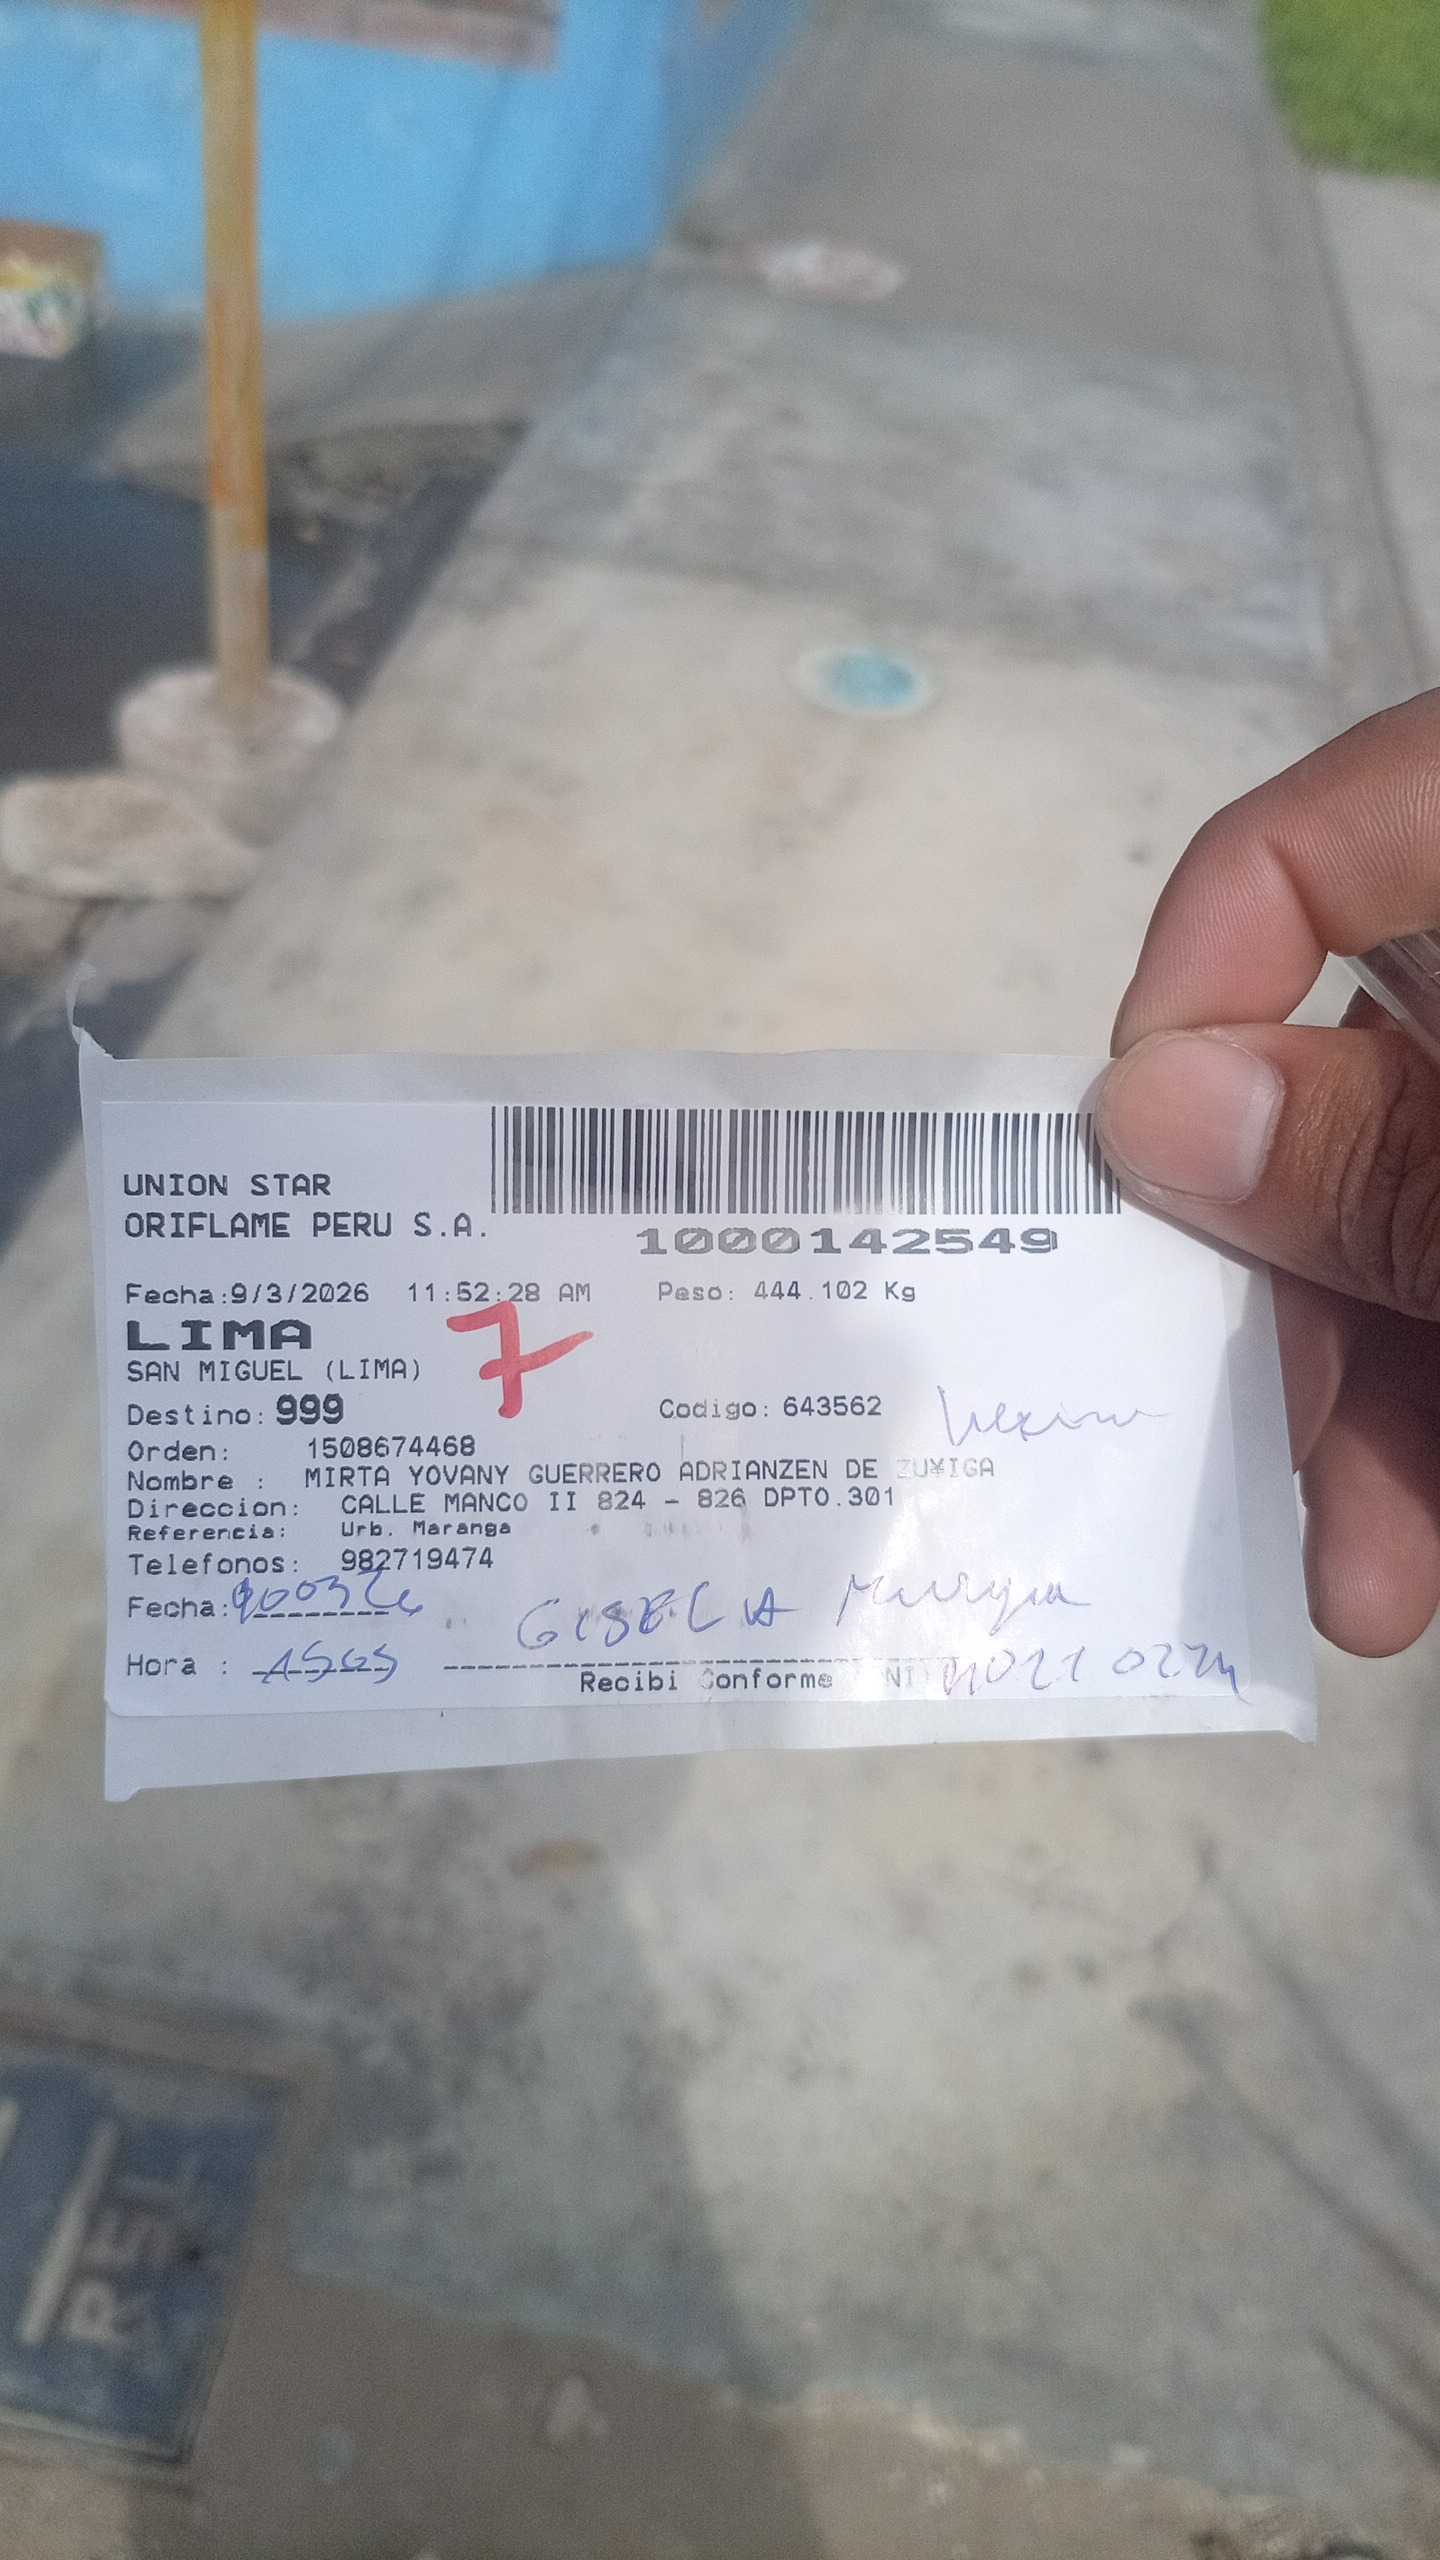 UNION STAR
ORIFLAME PERU S.A.
1000142549
Fecha:9/3/2026 11:52:28 AM Peso: 444.102 Kg
LIMA
7
SAN MIGUEL (LIMA)
Destino: 999 Codigo: 643562
Orden: 1508674468
Nombre : MIRTA YOVANY GUERRERO ADRIANZEN DE ZU¥IGA
Direccion: CALLE MANCO II 824 - 826 DPTO.301
Referencia: Urb. Maranga
Telefonos: 982719474
Fecha:
GISELA
Hora :
Recibi Conforme